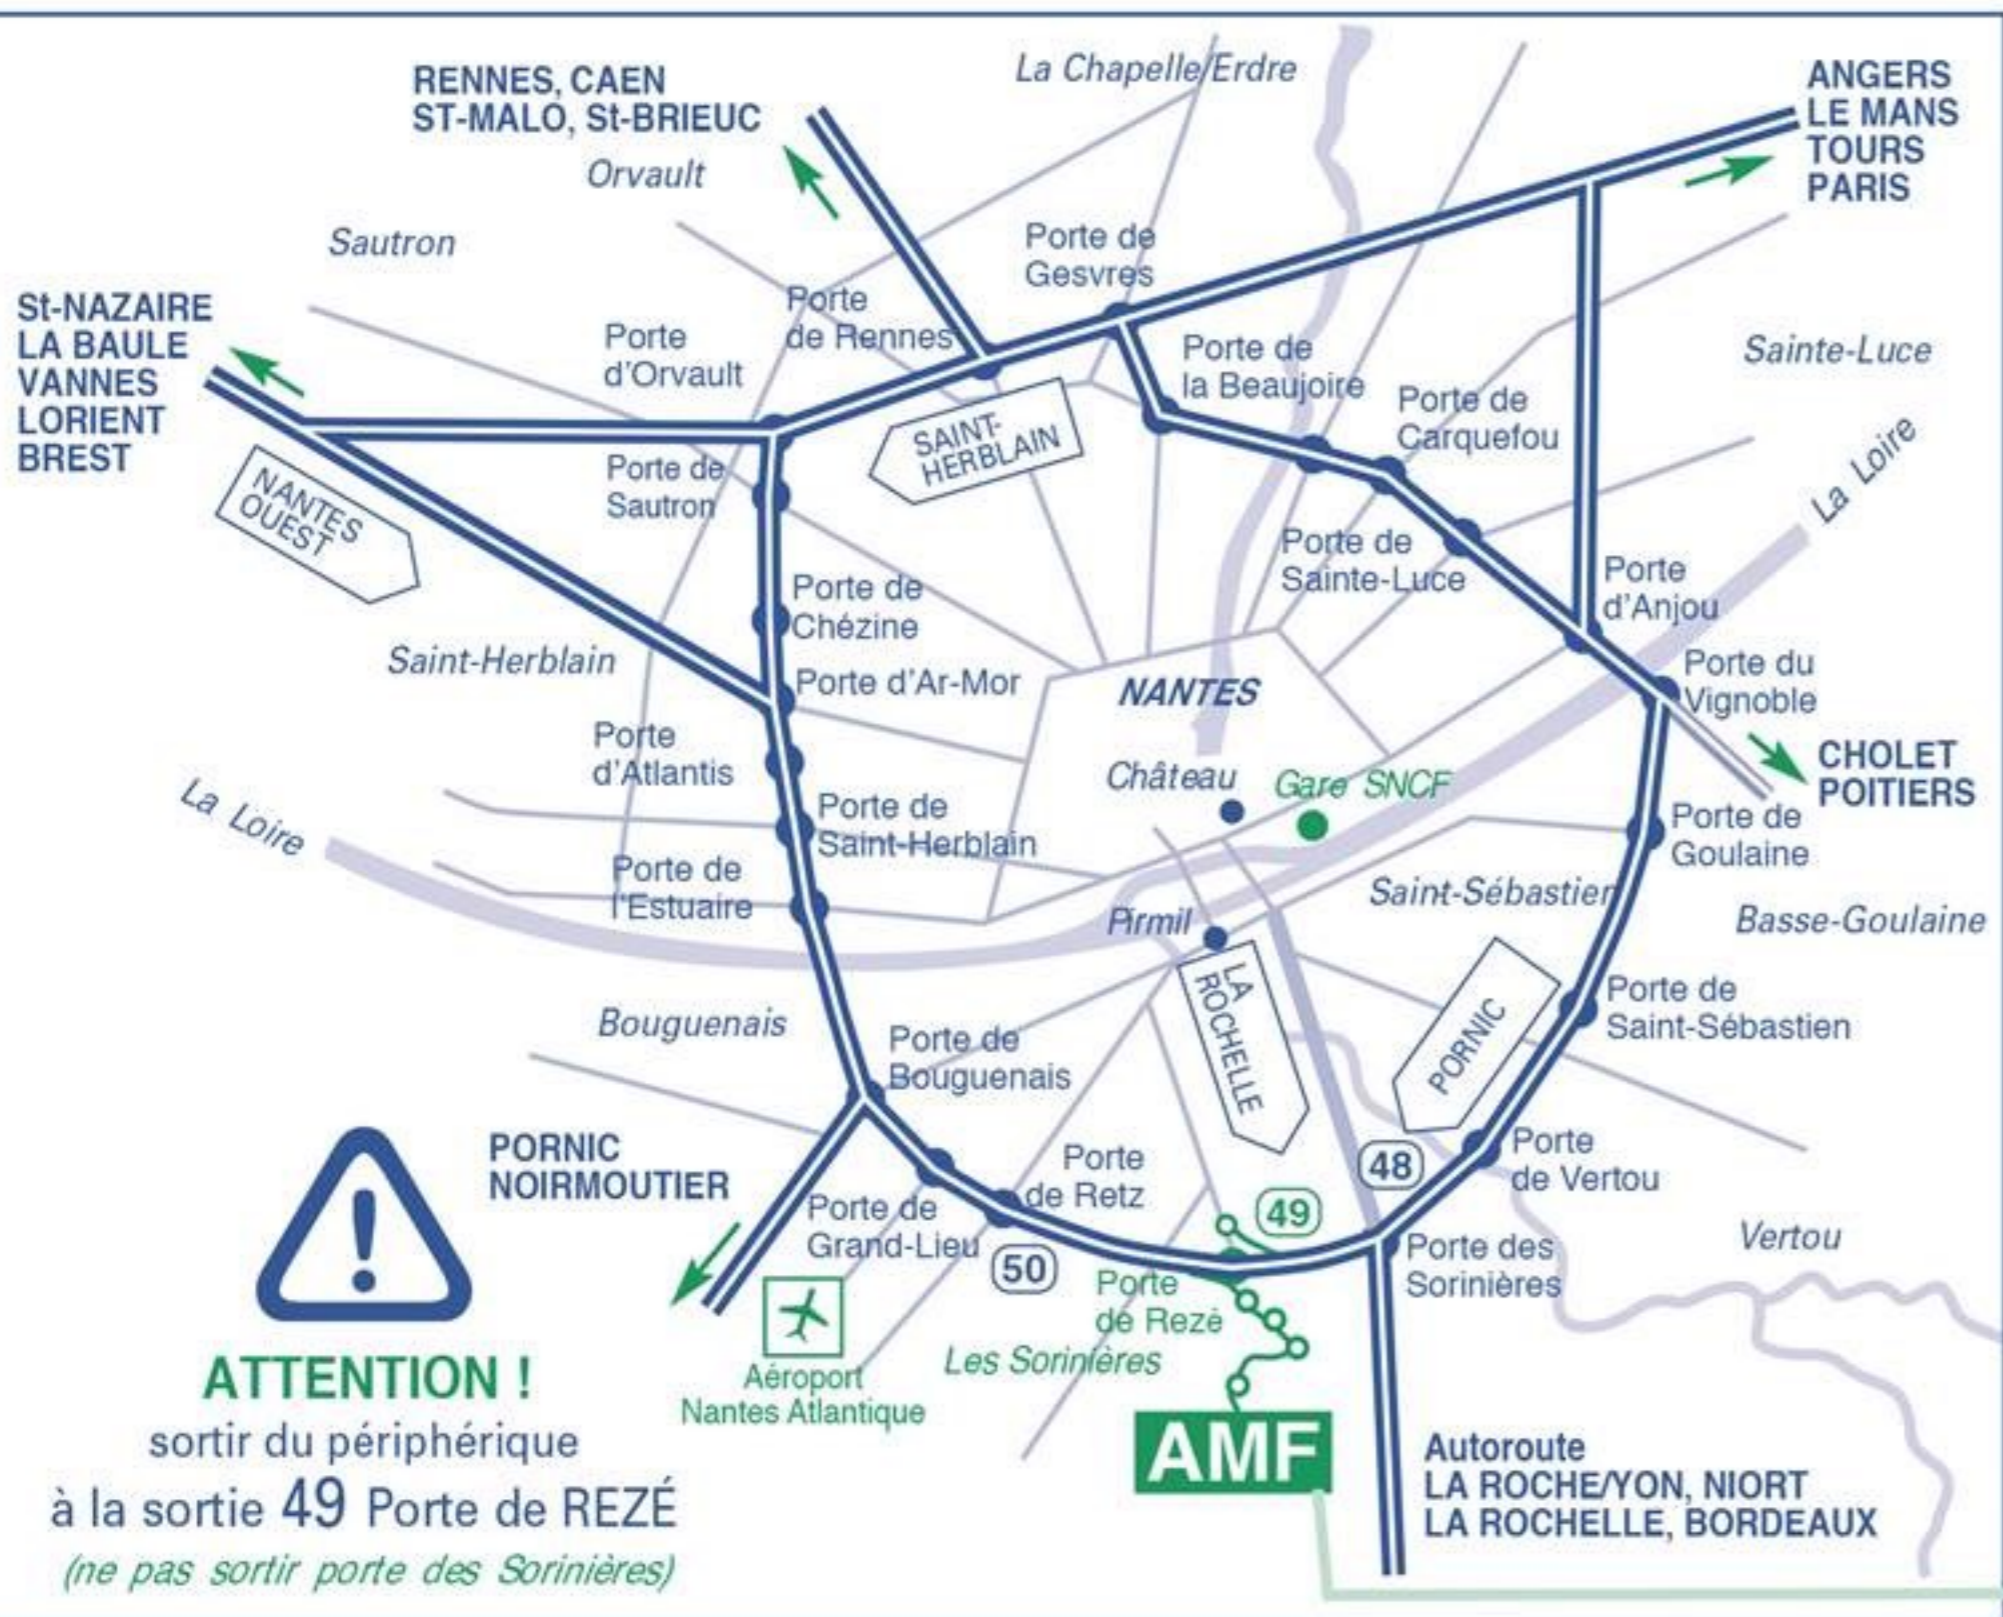 La Chapelle/Erdre
RENNES, CAEN
ST-MALO, St-BRIEUC
ANGERS
LE MANS
TOURS
PARIS
Orvault
Sautron
Porte de
Gesvres
St-NAZAIRE
LA BAULE
VANNES
LORIENT
BREST
Porte
de Rennes
Porte
d'Orvault
Porte de
la Beaujoire
Sainte-Luce
Porte de
Carquefou
SAINT-
HERBLAIN
La Loire
Porte de
Sautron
NANTES
OUEST
Porte de
Sainte-Luce
Porte
d'Anjou
Porte de
Chézine
Saint-Herblain
Porte d'Ar-Mor
NANTES
Porte du
Vignoble
Porte
d'Atlantis
CHOLET
POITIERS
Château
Gare SNCF
La Loire
Porte de
Saint-Herblain
Porte de
Goulaine
Porte de
l'Estuaire
Saint-Sébastien
Pirmil
Basse-Goulaine
LA
ROCHELLE
PORNIC
Porte de
Saint-Sébastien
Bouguenais
Porte de
Bouguenais
PORNIC
NOIRMOUTIER
Porte
de Retz
48
Porte
de Vertou
49
Porte de
Grand-Lieu
50
Porte des
Sorinières
Vertou
Porte
de Rezé
Les Sorinières
Aéroport
Nantes Atlantique
AMF
ATTENTION !
sortir du périphérique
à la sortie 49 Porte de REZÉ
(ne pas sortir porte des Sorinières)
Autoroute
LA ROCHE/YON, NIORT
LA ROCHELLE, BORDEAUX